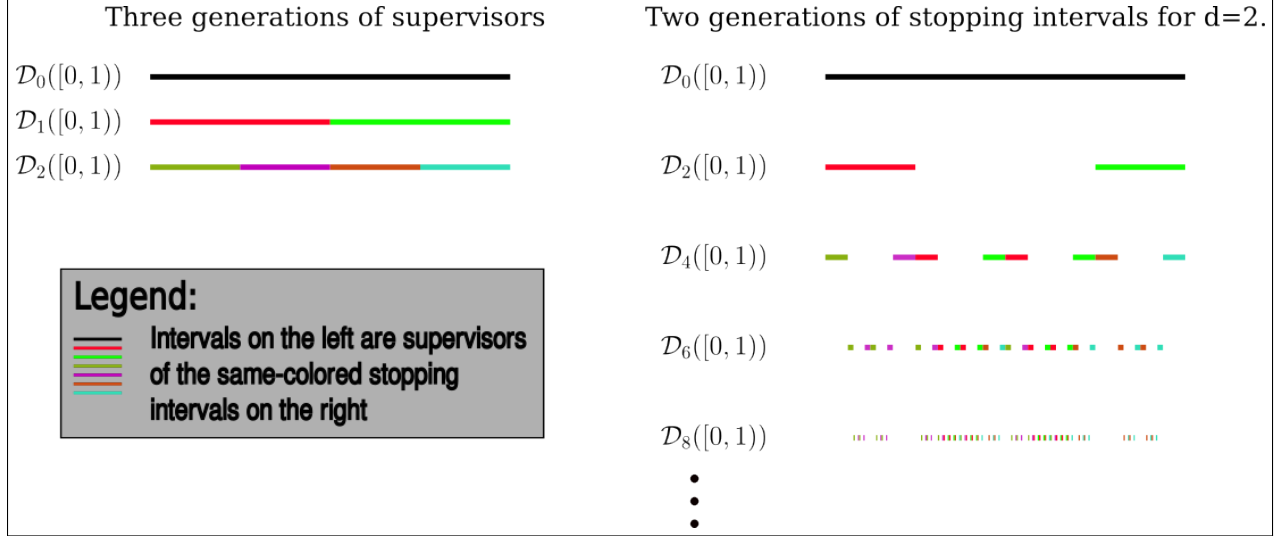 Three generations of supervisors
𝒟₀([0, 1))
𝒟₁([0, 1))
𝒟₂([0, 1))
Legend:
Intervals on the left are supervisors
of the same-colored stopping
intervals on the right
Two generations of stopping intervals for d=2.
𝒟₀([0, 1))
𝒟₂([0, 1))
𝒟₄([0, 1))
𝒟₆([0, 1))
𝒟₈([0, 1))